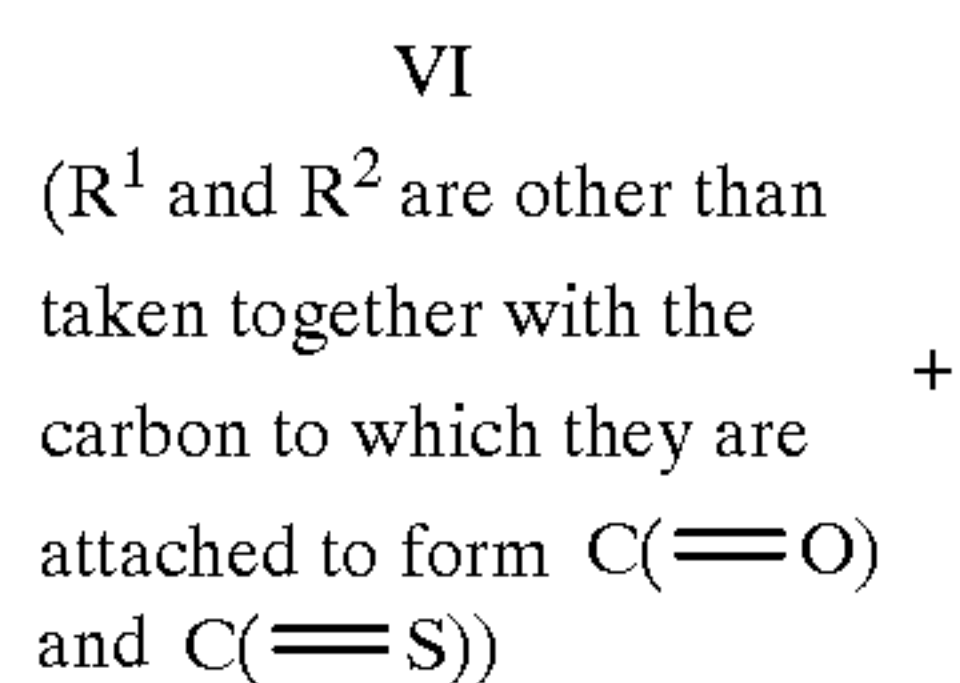 VI
(R¹ and R² are other than
taken together with the
+
carbon to which they are
attached to form C(=O)
and C(=S))